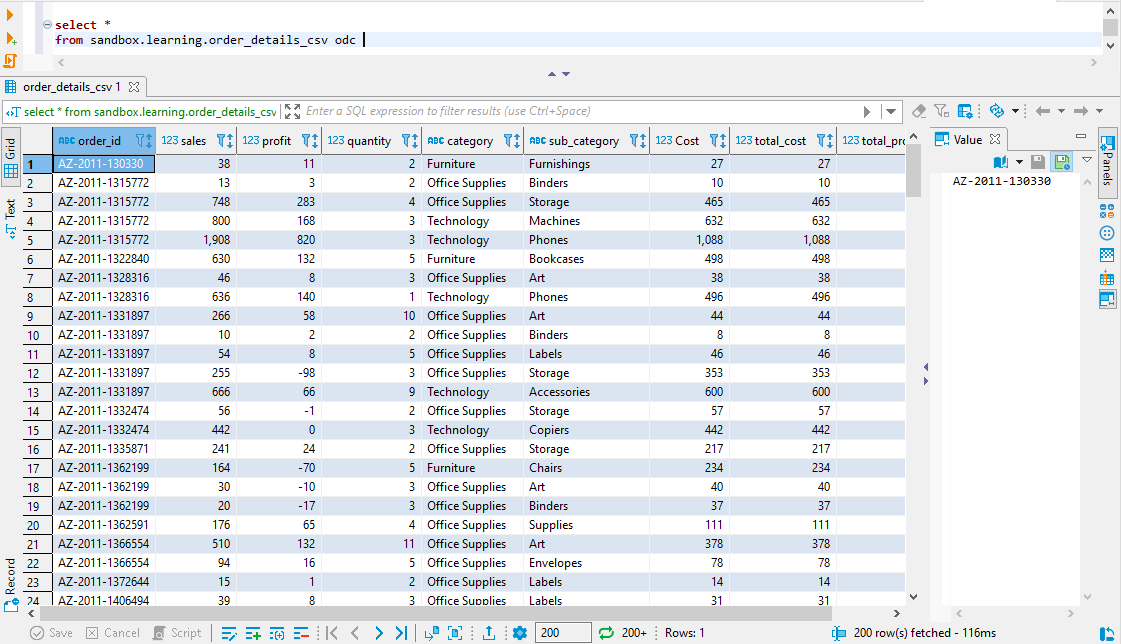 select *
from sandbox.learning.order_details_csv odc
order_details_csv 1
select * from sandbox.learning.order_details_csv Enter a SQL expression to filter results (use Ctrl+Space)
Grid
Text
Record
ABC order_id 123 sales 123 profit 123 quantity ABC category ABC sub_category 123 Cost 123 total_cost 123 total_pro
1 AZ-2011-130330 38 11 2 Furniture Furnishings 27 27
2 AZ-2011-1315772 13 3 2 Office Supplies Binders 10 10
3 AZ-2011-1315772 748 283 4 Office Supplies Storage 465 465
4 AZ-2011-1315772 800 168 3 Technology Machines 632 632
5 AZ-2011-1315772 1,908 820 3 Technology Phones 1,088 1,088
6 AZ-2011-1322840 630 132 5 Furniture Bookcases 498 498
7 AZ-2011-1328316 46 8 3 Office Supplies Art 38 38
8 AZ-2011-1328316 636 140 1 Technology Phones 496 496
9 AZ-2011-1331897 266 58 10 Office Supplies Art 44 44
10 AZ-2011-1331897 10 2 2 Office Supplies Binders 8 8
11 AZ-2011-1331897 54 8 5 Office Supplies Labels 46 46
12 AZ-2011-1331897 255 -98 3 Office Supplies Storage 353 353
13 AZ-2011-1331897 666 66 9 Technology Accessories 600 600
14 AZ-2011-1332474 56 -1 2 Office Supplies Storage 57 57
15 AZ-2011-1332474 442 0 3 Technology Copiers 442 442
16 AZ-2011-1335871 241 24 2 Office Supplies Storage 217 217
17 AZ-2011-1362199 164 -70 5 Furniture Chairs 234 234
18 AZ-2011-1362199 30 -10 3 Office Supplies Art 40 40
19 AZ-2011-1362199 20 -17 3 Office Supplies Binders 37 37
20 AZ-2011-1362591 176 65 4 Office Supplies Supplies 111 111
21 AZ-2011-1366554 510 132 11 Office Supplies Art 378 378
22 AZ-2011-1366554 94 16 5 Office Supplies Envelopes 78 78
23 AZ-2011-1372644 15 1 2 Office Supplies Labels 14 14
24 AZ-2011-1406494 39 8 3 Office Supplies Labels 31 31
Value
AZ-2011-130330
Panels
Save Cancel Script 200 200+ Rows: 1 200 row(s) fetched - 116ms